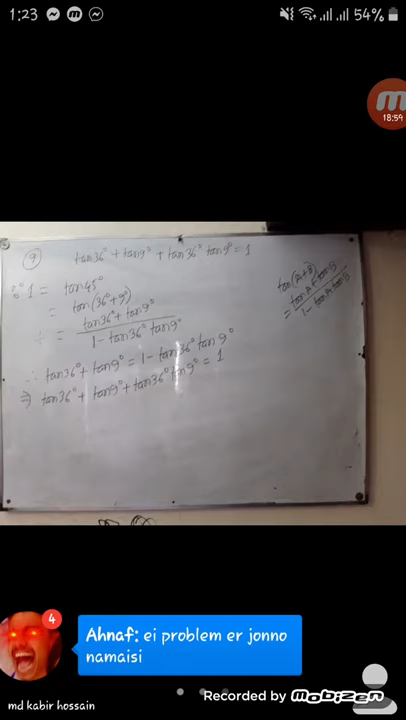 1:23
54%
18:59
9
tan36° + tan9° + tan36° tan9° = 1
∵ 1 = tan45°
= tan(36°+9°)
= tan36° + tan9° / 1 - tan36° tan9°
tan(A+B)
= tanA + tanB / 1 - tanA tanB
∴ tan36° + tan9° = 1 - tan36° tan9°
⇒ tan36° + tan9° + tan36° tan9° = 1
4
Ahnaf: ei problem er jonno
namaisi
md kabir hossain
Recorded by mobizen